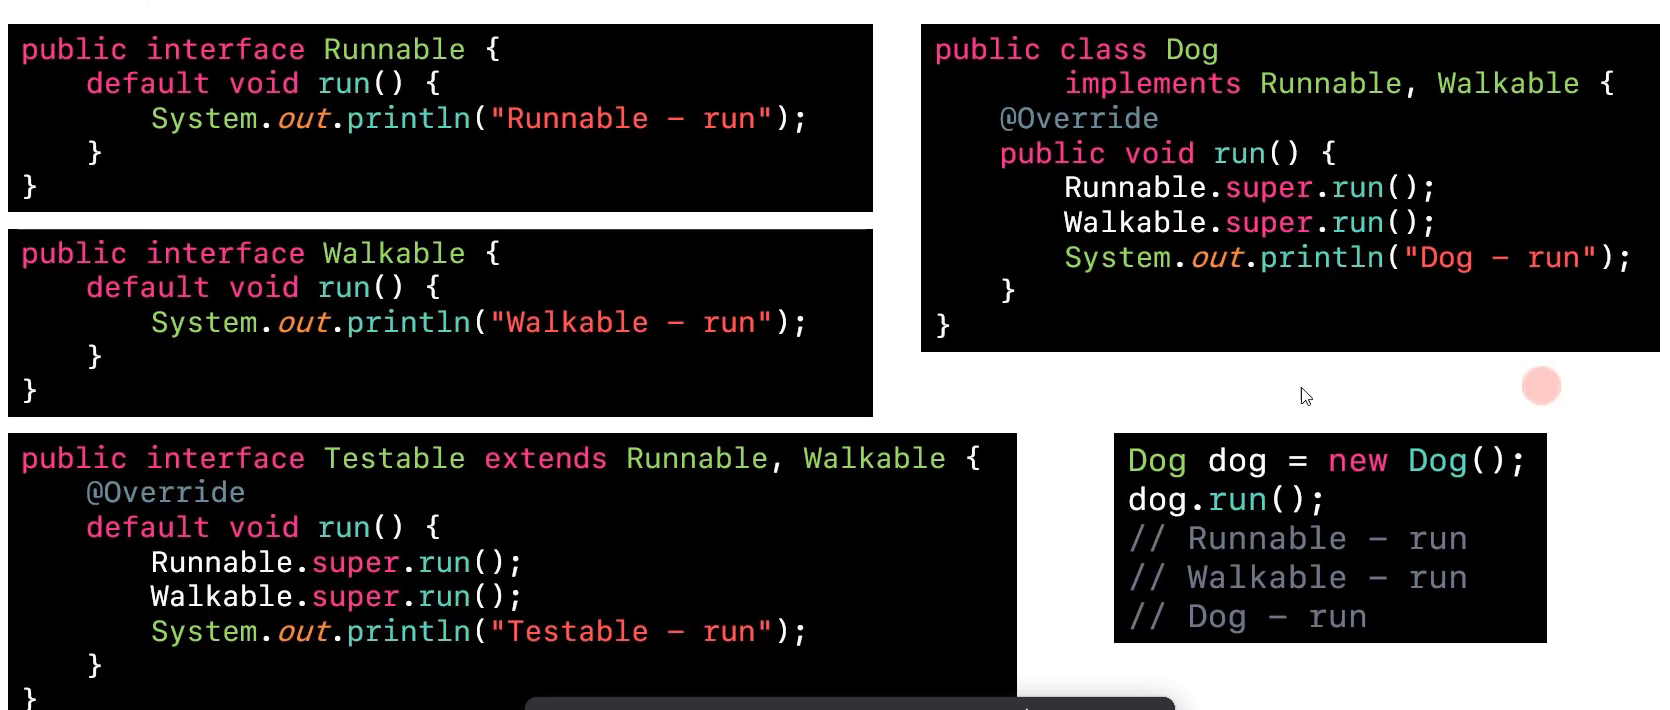 public interface Runnable {
    default void run() {
        System.out.println("Runnable – run");
    }
}
public interface Walkable {
    default void run() {
        System.out.println("Walkable – run");
    }
}
public interface Testable extends Runnable, Walkable {
    @Override
    default void run() {
        Runnable.super.run();
        Walkable.super.run();
        System.out.println("Testable – run");
    }
}
public class Dog
        implements Runnable, Walkable {
    @Override
    public void run() {
        Runnable.super.run();
        Walkable.super.run();
        System.out.println("Dog – run");
    }
}
Dog dog = new Dog();
dog.run();
// Runnable – run
// Walkable – run
// Dog – run